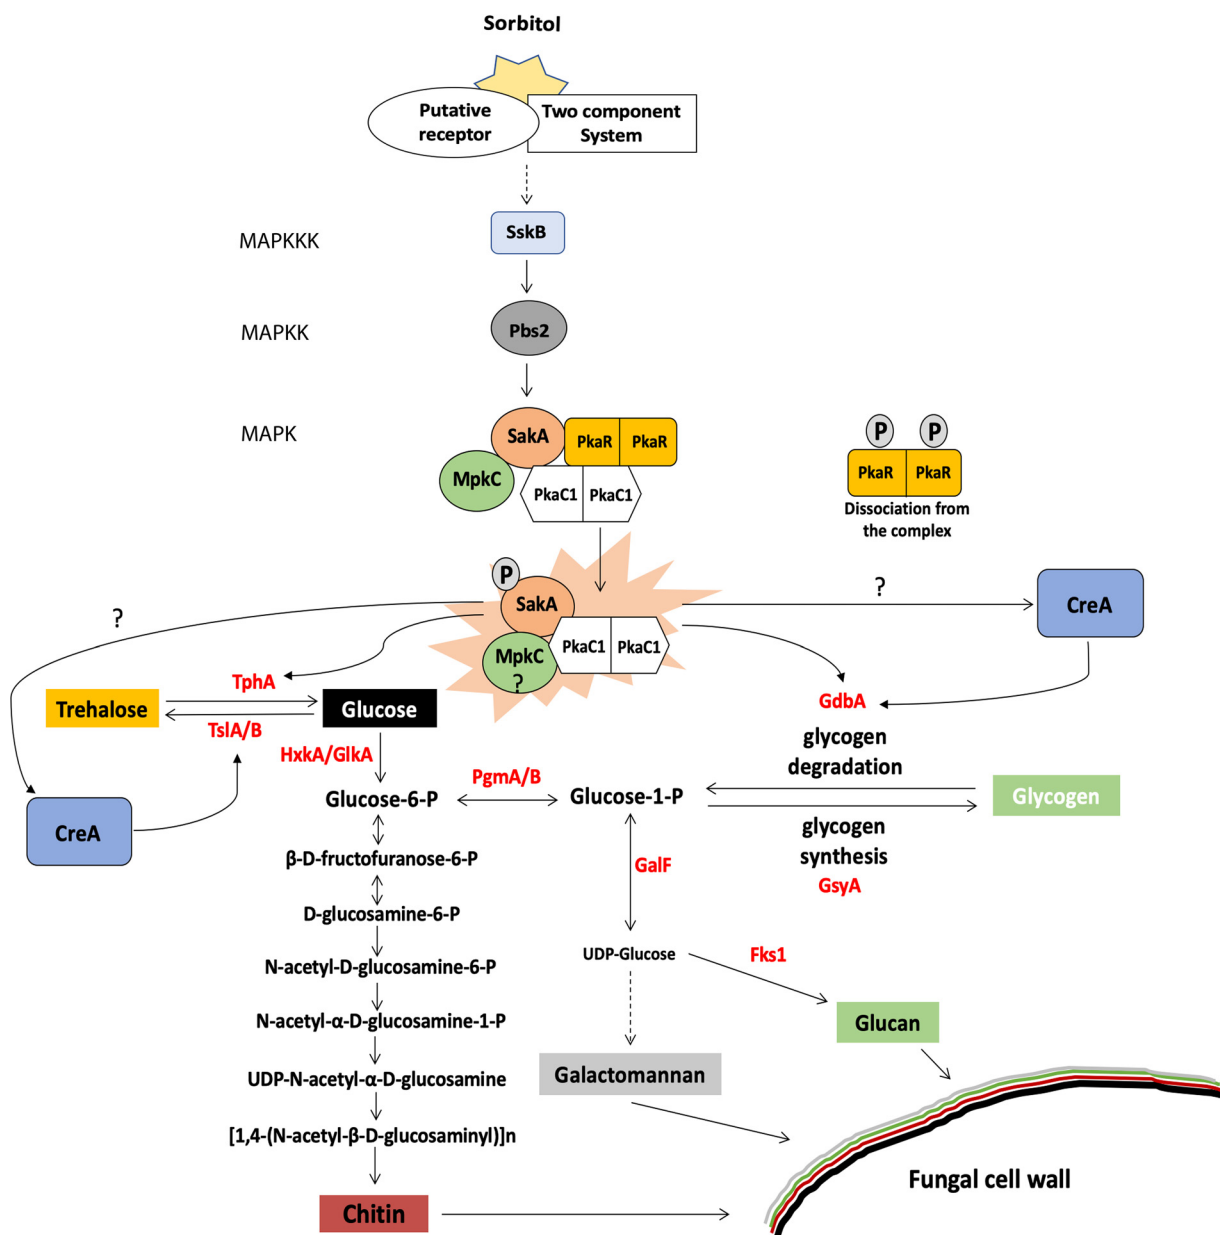 Sorbitol
Putative
receptor
Two component
System
MAPKKK
SskB
MAPKK
Pbs2
MAPK
SakA
PkaR
PkaR
MpkC
PkaC1
PkaC1
P
P
PkaR
PkaR
Dissociation from
the complex
P
SakA
MpkC
?
PkaC1
PkaC1
?
?
CreA
TphA
Trehalose
Glucose
TslA/B
GdbA
glycogen
degradation
HxkA/GlkA
PgmA/B
Glucose-6-P
Glucose-1-P
Glycogen
CreA
glycogen
synthesis
GsyA
β-D-fructofuranose-6-P
GalF
D-glucosamine-6-P
UDP-Glucose
Fks1
N-acetyl-D-glucosamine-6-P
N-acetyl-α-D-glucosamine-1-P
Glucan
UDP-N-acetyl-α-D-glucosamine
Galactomannan
[1,4-(N-acetyl-β-D-glucosaminyl)]n
Fungal cell wall
Chitin